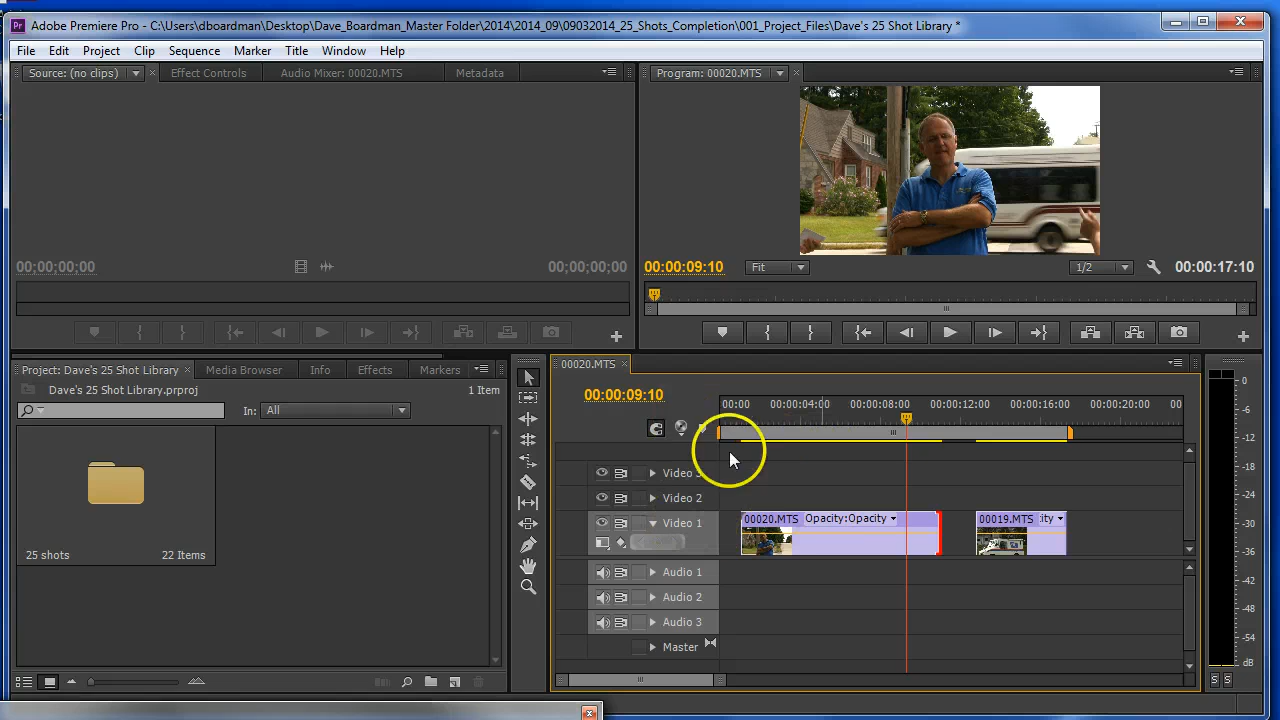 Pr Adobe Premiere Pro - C:\Users\dboardman\Desktop\Dave_Boardman_Master Folder\2014\2014_09\09032014_25_Shots_Completion\001_Project_Files\Dave's 25 Shot Library *
File Edit Project Clip Sequence Marker Title Window Help
Source: (no clips) Effect Controls Audio Mixer: 00020.MTS Metadata
Program: 00020.MTS
00;00;00;00 00;00;00;00
00:00:09:10 Fit 1/2 00:00:17:10
Project: Dave's 25 Shot Library Media Browser Info Effects Markers
Dave's 25 Shot Library.prproj 1 Item
In: All
25 shots 22 Items
00020.MTS
00:00:09:10
00:00 00:00:04:00 00:00:08:00 00:00:12:00 00:00:16:00 00:00:20:00 00
Video 3
Video 2
Video 1
00020.MTS Opacity:Opacity 00019.MTS ity
Audio 1
Audio 2
Audio 3
Master
0
-6
-12
-18
-24
-30
-36
-42
-48
-54
dB
S S